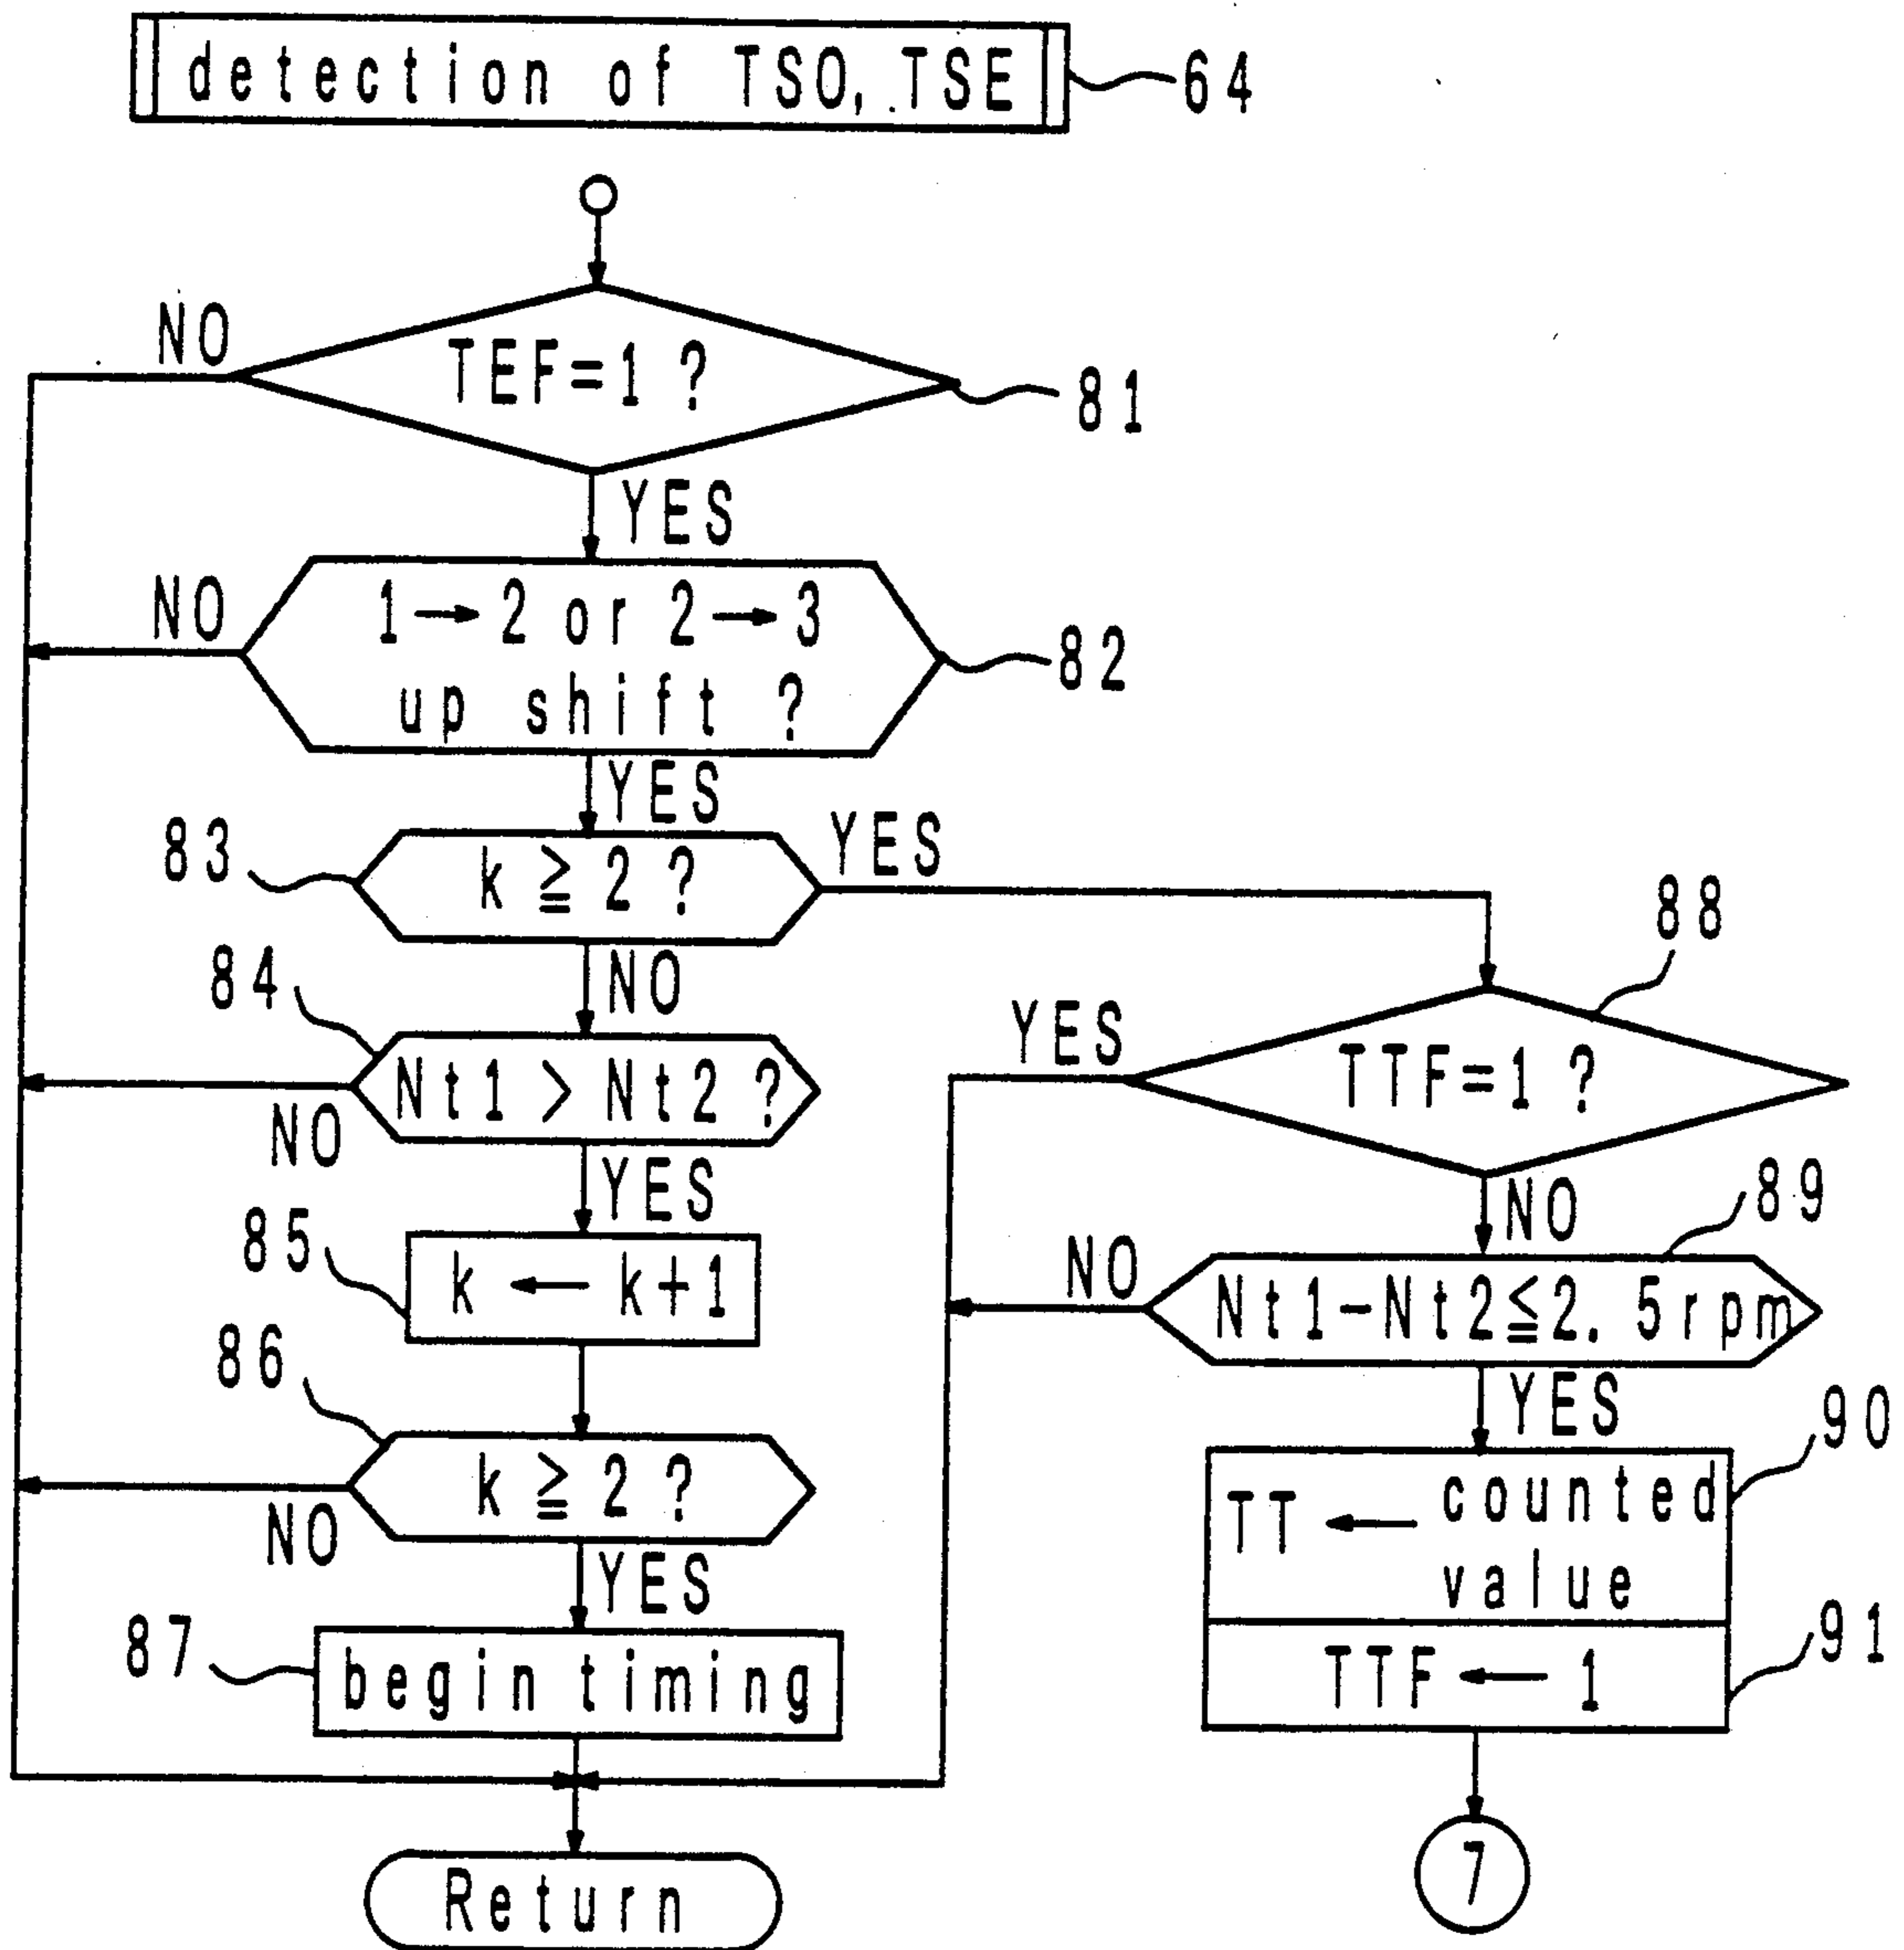 detection of TSO, TSE
64
NO
TEF=1 ?
81
YES
NO
1→2 or 2→3
up shift ?
82
YES
83
k ≧ 2 ?
YES
88
84
NO
Nt1 > Nt2 ?
NO
YES
TTF=1 ?
YES
NO
89
85
k ← k+1
NO
Nt1-Nt2≦2. 5rpm
YES
86
k ≧ 2 ?
NO
YES
90
TT ← counted
value
87
begin timing
91
TTF ← 1
Return
7